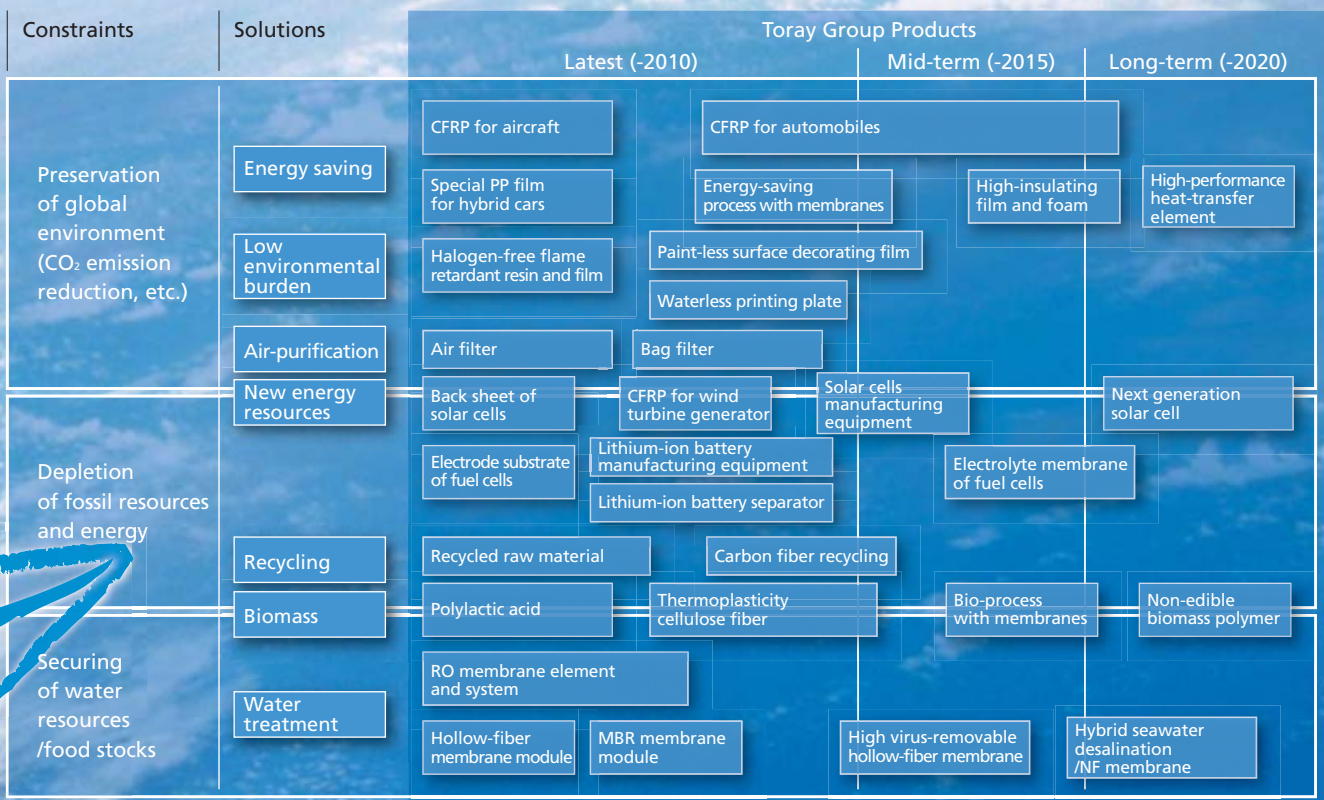 Constraints
Solutions
Toray Group Products
Latest (-2010)
Mid-term (-2015)
Long-term (-2020)
Preservation
of global
environment
(CO₂ emission
reduction, etc.)
Energy saving
CFRP for aircraft
CFRP for automobiles
Special PP film
for hybrid cars
Energy-saving
process with membranes
High-insulating
film and foam
High-performance
heat-transfer
element
Low
environmental
burden
Halogen-free flame
retardant resin and film
Paint-less surface decorating film
Waterless printing plate
Air-purification
Air filter
Bag filter
New energy
resources
Back sheet of
solar cells
CFRP for wind
turbine generator
Solar cells
manufacturing
equipment
Next generation
solar cell
Depletion
of fossil resources
and energy
Electrode substrate
of fuel cells
Lithium-ion battery
manufacturing equipment
Lithium-ion battery separator
Electrolyte membrane
of fuel cells
Recycling
Recycled raw material
Carbon fiber recycling
Biomass
Polylactic acid
Thermoplasticity
cellulose fiber
Bio-process
with membranes
Non-edible
biomass polymer
Securing
of water
resources
/food stocks
Water
treatment
RO membrane element
and system
Hollow-fiber
membrane module
MBR membrane
module
High virus-removable
hollow-fiber membrane
Hybrid seawater
desalination
/NF membrane